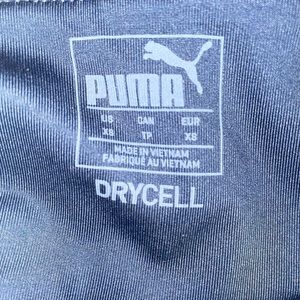 PUMA
US CAN EUR
XS TP XS
MADE IN VIETNAM
FABRIQUÉ AU VIETNAM
DRYCELL